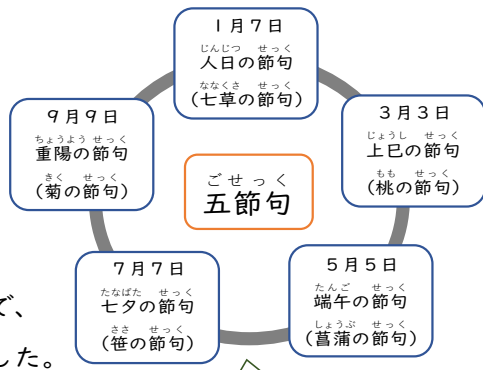 1月7日
じんじつ せっく
人日の節句
ななくさ せっく
(七草の節句)
3月3日
じょうし せっく
上巳の節句
もも せっく
(桃の節句)
5月5日
たんご せっく
端午の節句
しょうぶ せっく
(菖蒲の節句)
7月7日
たなばた せっく
七夕の節句
ささ せっく
(笹の節句)
9月9日
ちょうよう せっく
重陽の節句
きく せっく
(菊の節句)
ごせっく
五節句
で、
した。